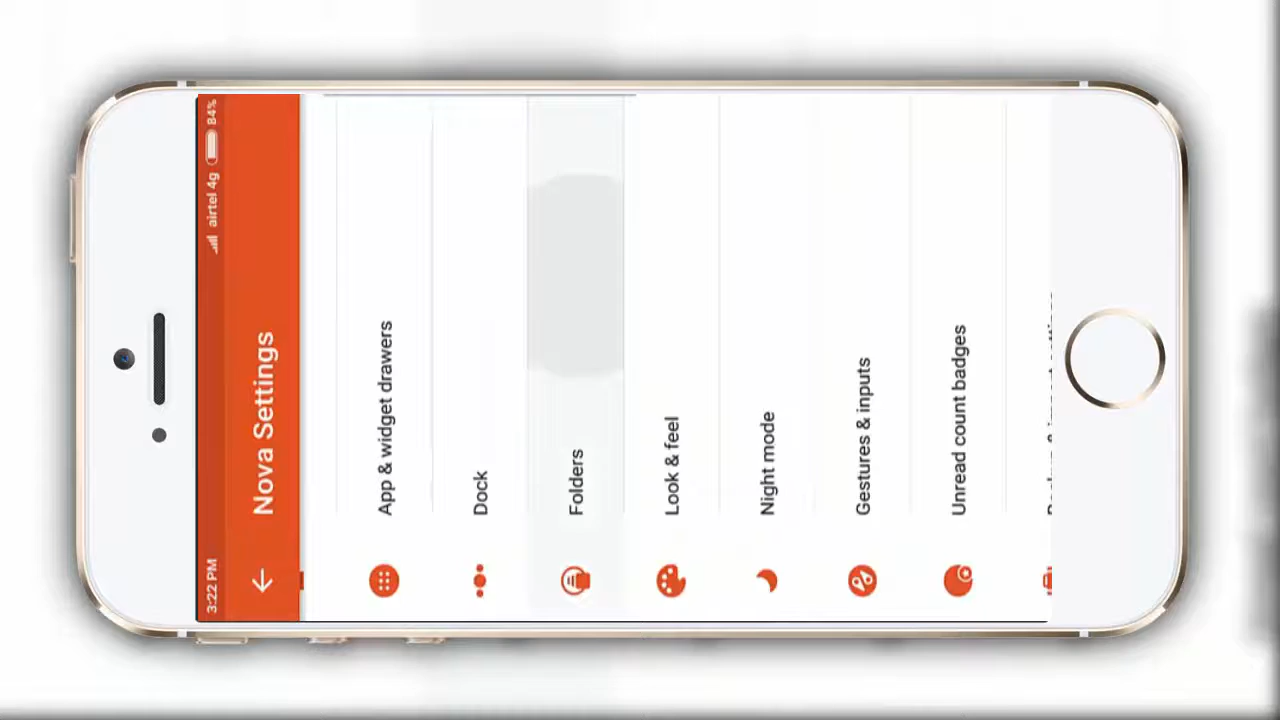 3:22 PM airtel 4g 84%
Nova Settings
App & widget drawers
Dock
Folders
Look & feel
Night mode
Gestures & inputs
Unread count badges